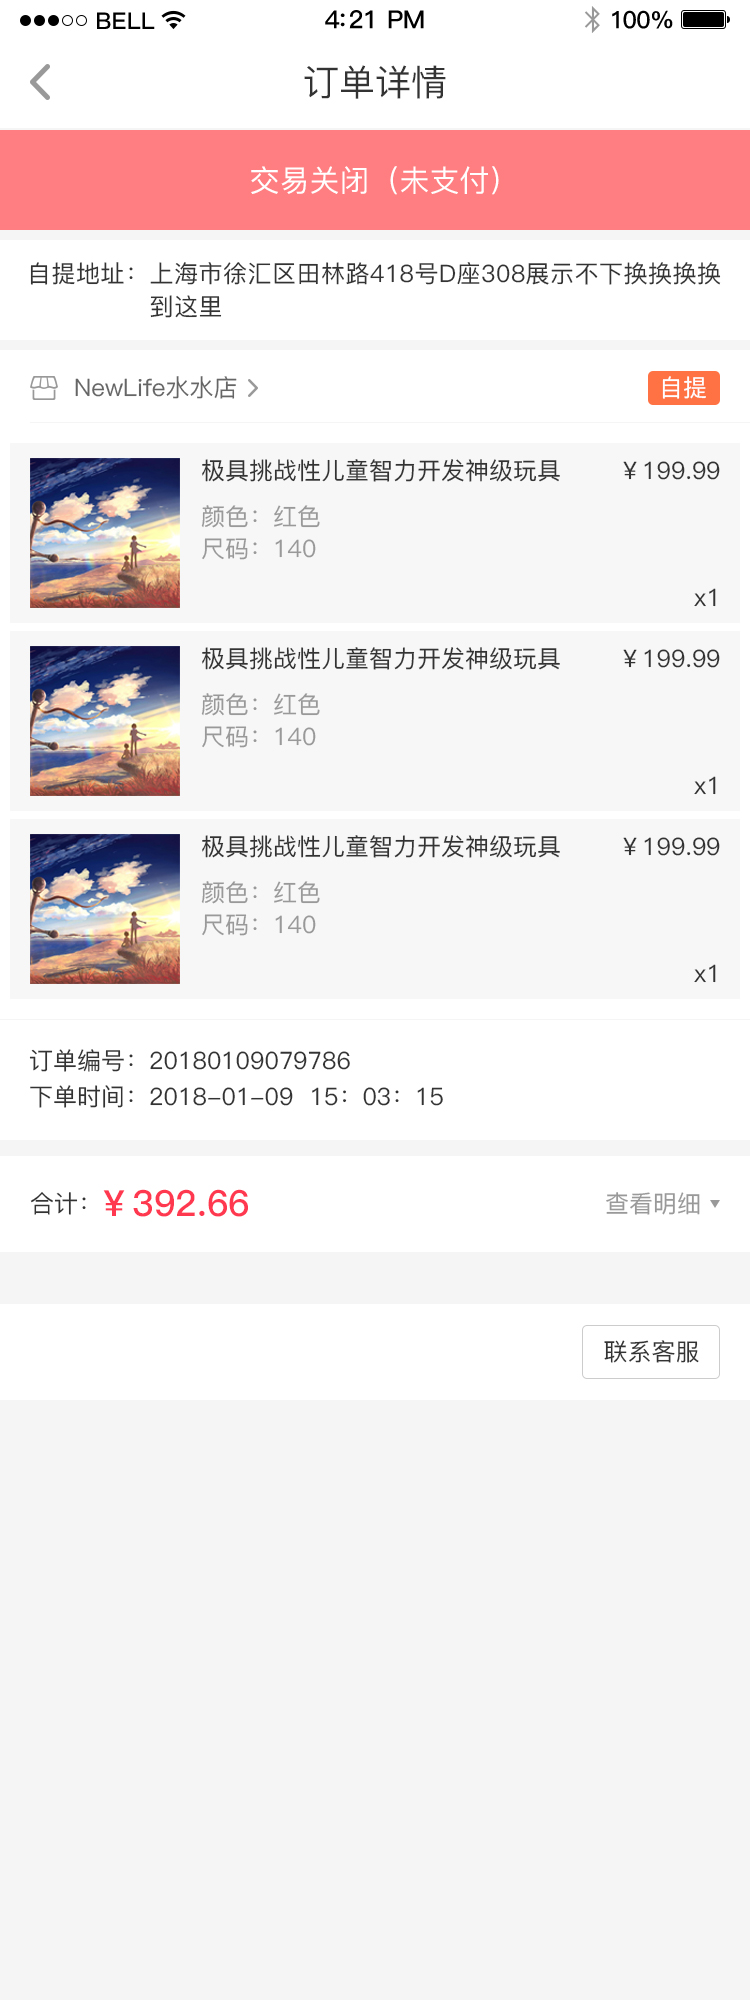 BELL 4:21 PM 100%
订单详情
交易关闭（未支付）
自提地址：上海市徐汇区田林路418号D座308展示不下换换换换
到这里
NewLife水水店 自提
极具挑战性儿童智力开发神级玩具 ¥199.99
颜色：红色
尺码：140
x1
极具挑战性儿童智力开发神级玩具 ¥199.99
颜色：红色
尺码：140
x1
极具挑战性儿童智力开发神级玩具 ¥199.99
颜色：红色
尺码：140
x1
订单编号：20180109079786
下单时间：2018-01-09 15：03：15
合计：¥392.66 查看明细
联系客服